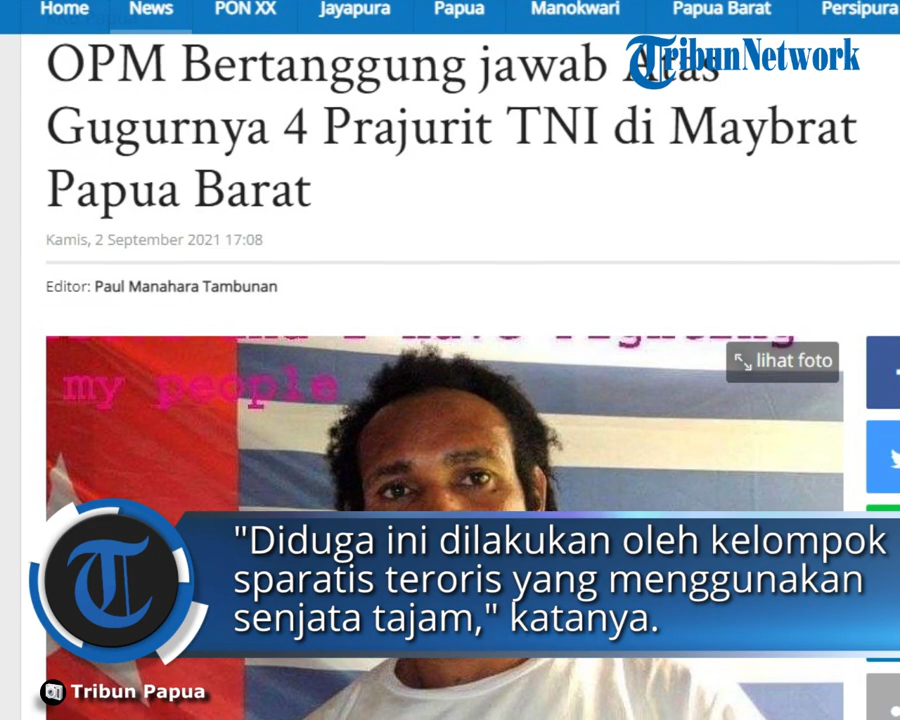 Home News PON XX Jayapura Papua Manokwari Papua Barat Persipura
TribunNetwork
OPM Bertanggung jawab Atas
Gugurnya 4 Prajurit TNI di Maybrat
Papua Barat
Kamis, 2 September 2021 17:08
Editor: Paul Manahara Tambunan
my people
lihat foto
"Diduga ini dilakukan oleh kelompok
sparatis teroris yang menggunakan
senjata tajam," katanya.
T
Tribun Papua